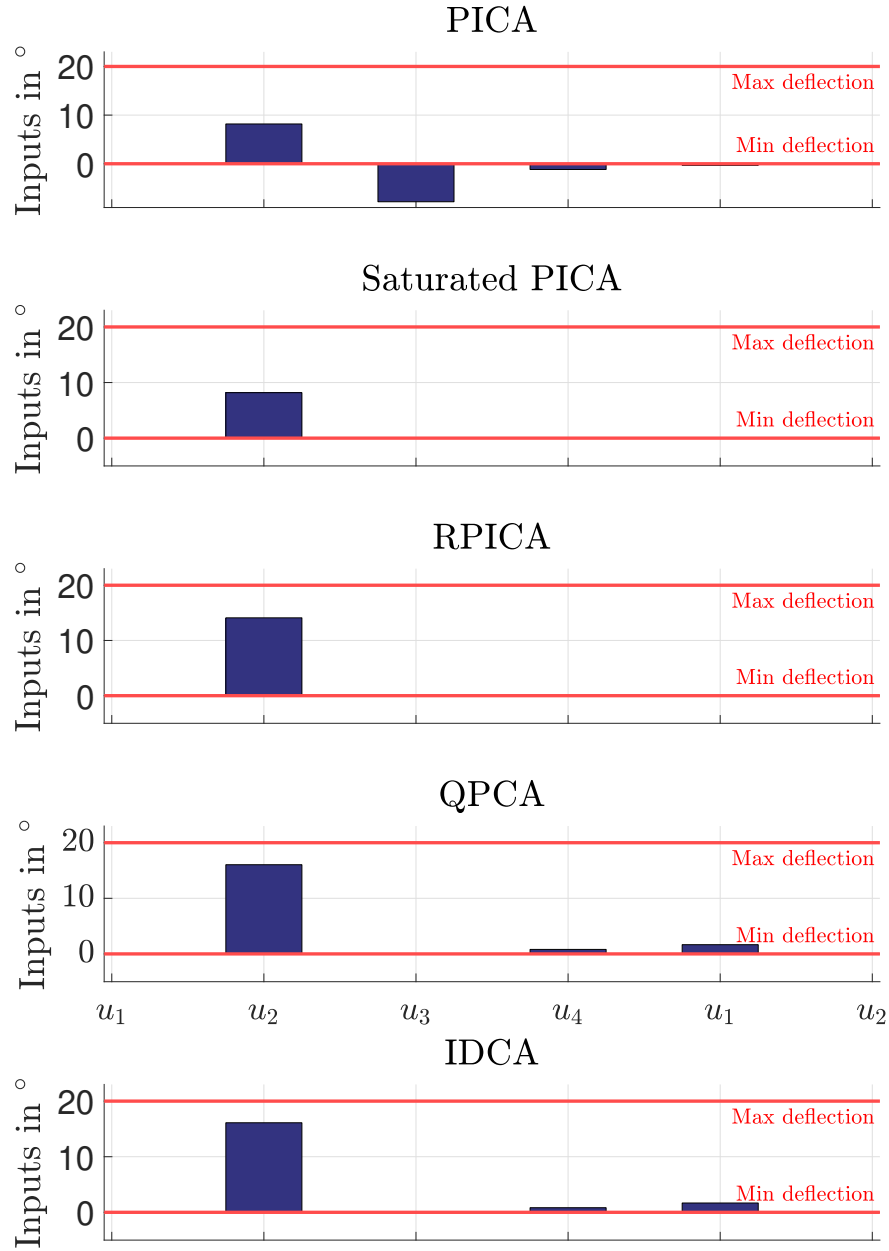 PICA
Inputs in °
20
10
0
Max deflection
Min deflection
Saturated PICA
Inputs in °
20
10
0
Max deflection
Min deflection
RPICA
Inputs in °
20
10
0
Max deflection
Min deflection
QPCA
Inputs in °
20
10
0
Max deflection
Min deflection
u₁ u₂ u₃ u₄ u₁ u₂
IDCA
Inputs in °
20
10
0
Max deflection
Min deflection